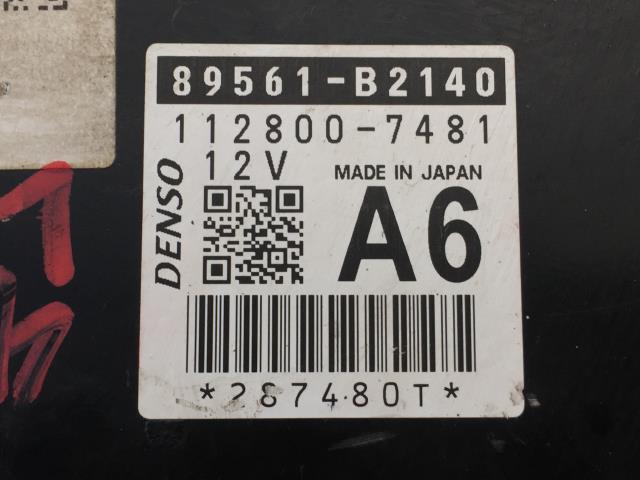 89561-B2140
112800-7481
12V
MADE IN JAPAN
DENSO
A6
*287480T*